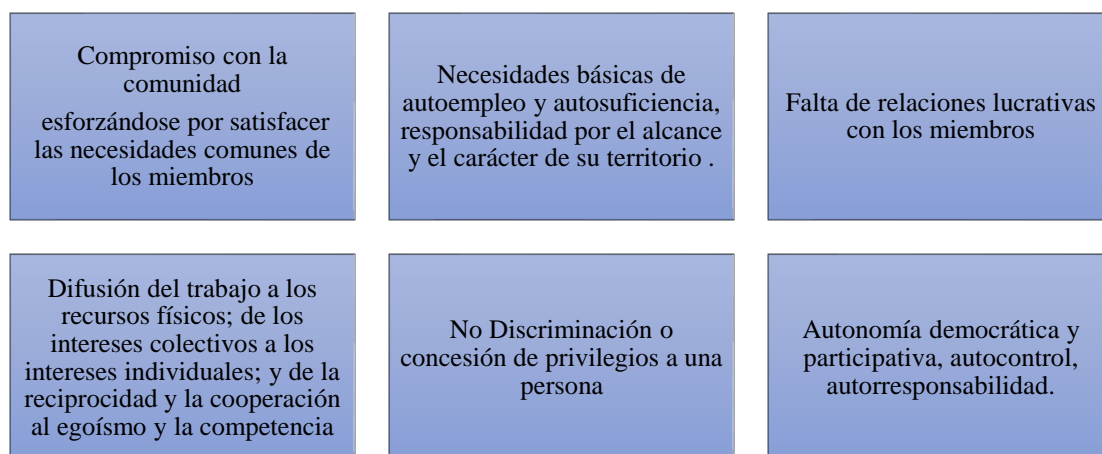 Compromiso con la
comunidad
esforzándose por satisfacer
las necesidades comunes de
los miembros
Necesidades básicas de
autoempleo y autosuficiencia,
responsabilidad por el alcance
y el carácter de su territorio .
Falta de relaciones lucrativas
con los miembros
Difusión del trabajo a los
recursos físicos; de los
intereses colectivos a los
intereses individuales; y de la
reciprocidad y la cooperación
al egoísmo y la competencia
No Discriminación o
concesión de privilegios a una
persona
Autonomía democrática y
participativa, autocontrol,
autorresponsabilidad.